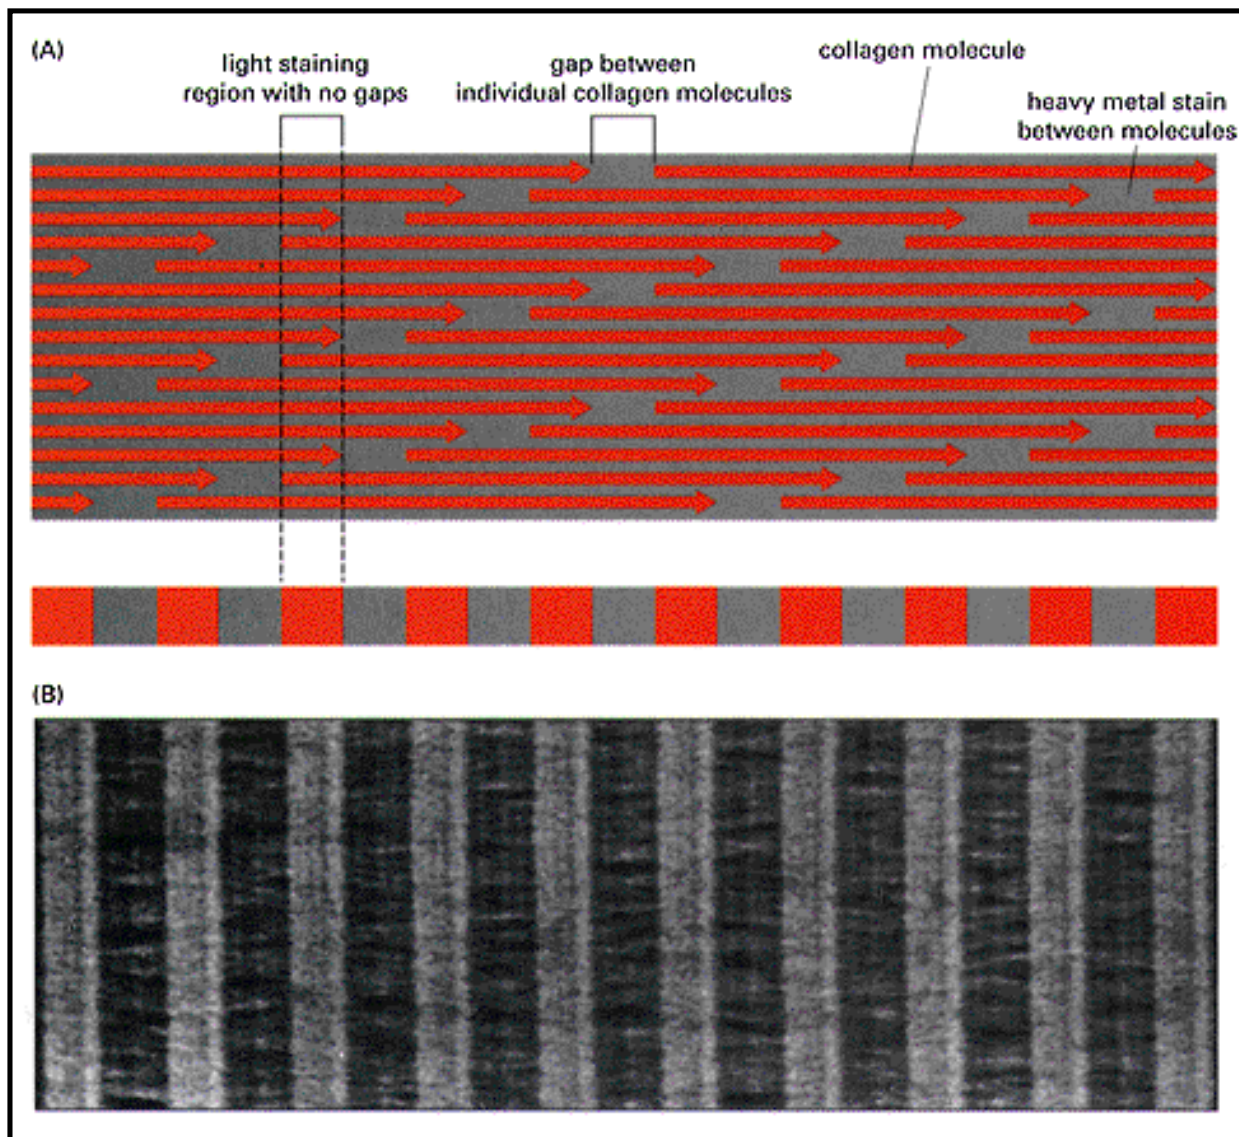 (A)
light staining
region with no gaps
gap between
individual collagen molecules
collagen molecule
heavy metal stain
between molecules
(B)